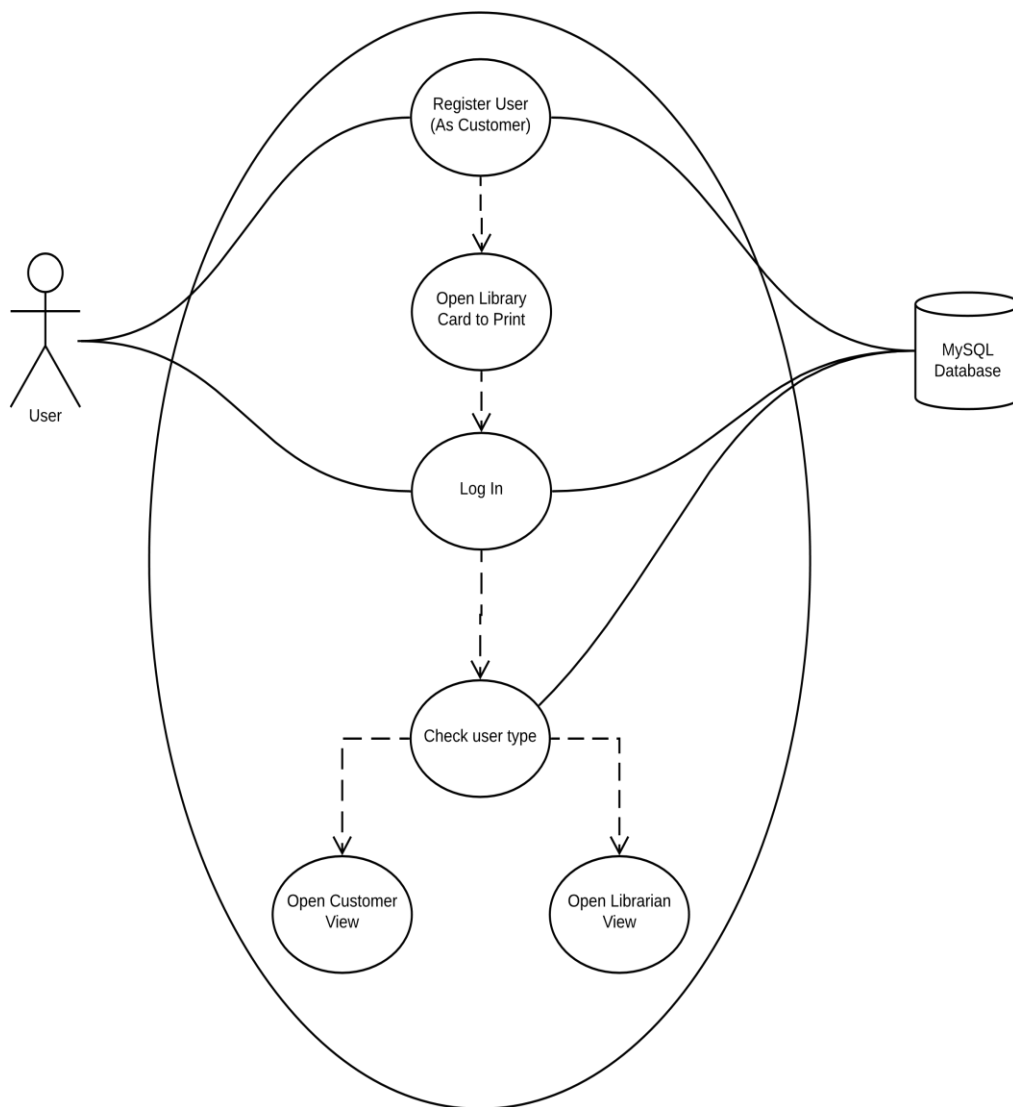 Register User
(As Customer)
Open Library
Card to Print
User
MySQL
Database
Log In
Check user type
Open Customer
View
Open Librarian
View